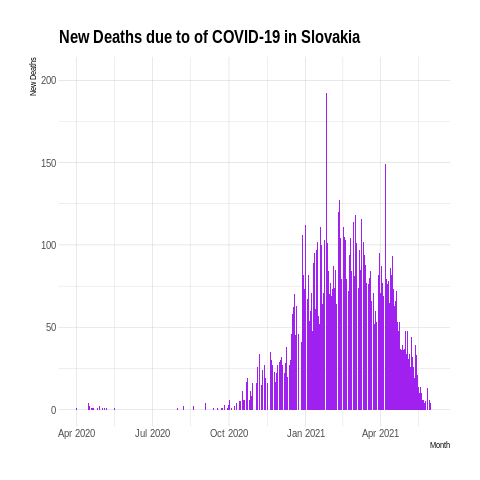 New Deaths due to of COVID-19 in Slovakia
New Deaths
200
150
100
50
0
Apr 2020 Jul 2020 Oct 2020 Jan 2021 Apr 2021
Month